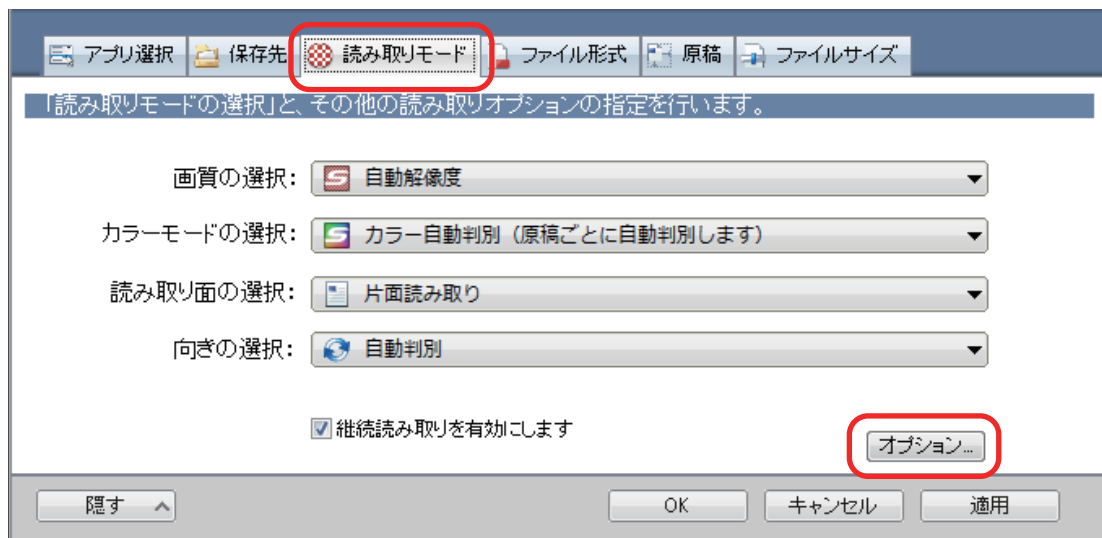 アプリ選択 保存先 読み取りモード ファイル形式 原稿 ファイルサイズ
「読み取りモードの選択」と、その他の読み取りオプションの指定を行います。
画質の選択: 自動解像度
カラーモードの選択: カラー自動判別（原稿ごとに自動判別します）
読み取り面の選択: 片面読み取り
向きの選択: 自動判別
継続読み取りを有効にします
オプション...
隠す OK キャンセル 適用